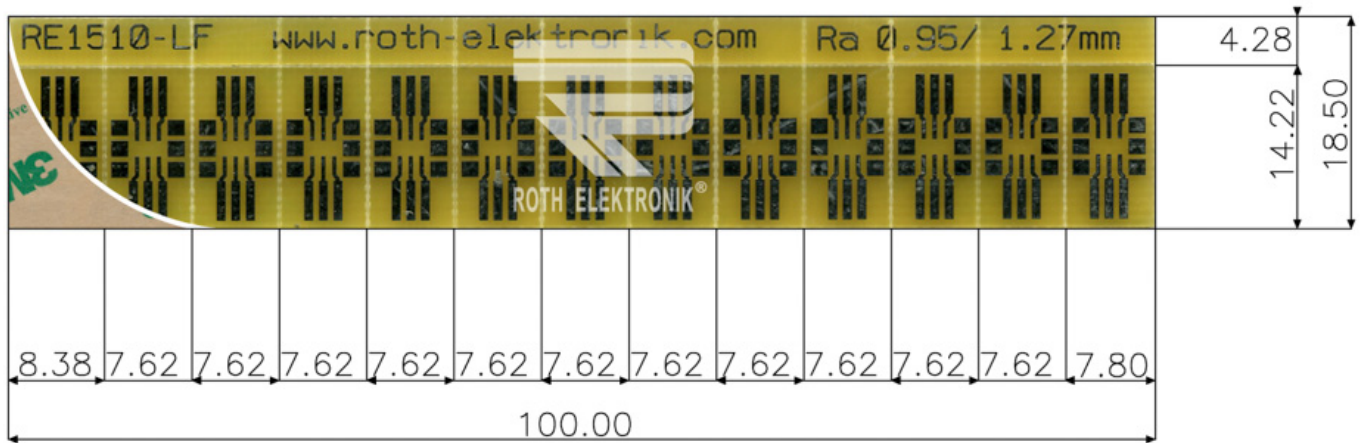 RE1510-LF www.roth-elektronik.com Ra 0.95/ 1.27mm
4.28
14.22
18.50
ive
3M
ROTH ELEKTRONIK®
8.38 7.62 7.62 7.62 7.62 7.62 7.62 7.62 7.62 7.62 7.62 7.62 7.80
100.00